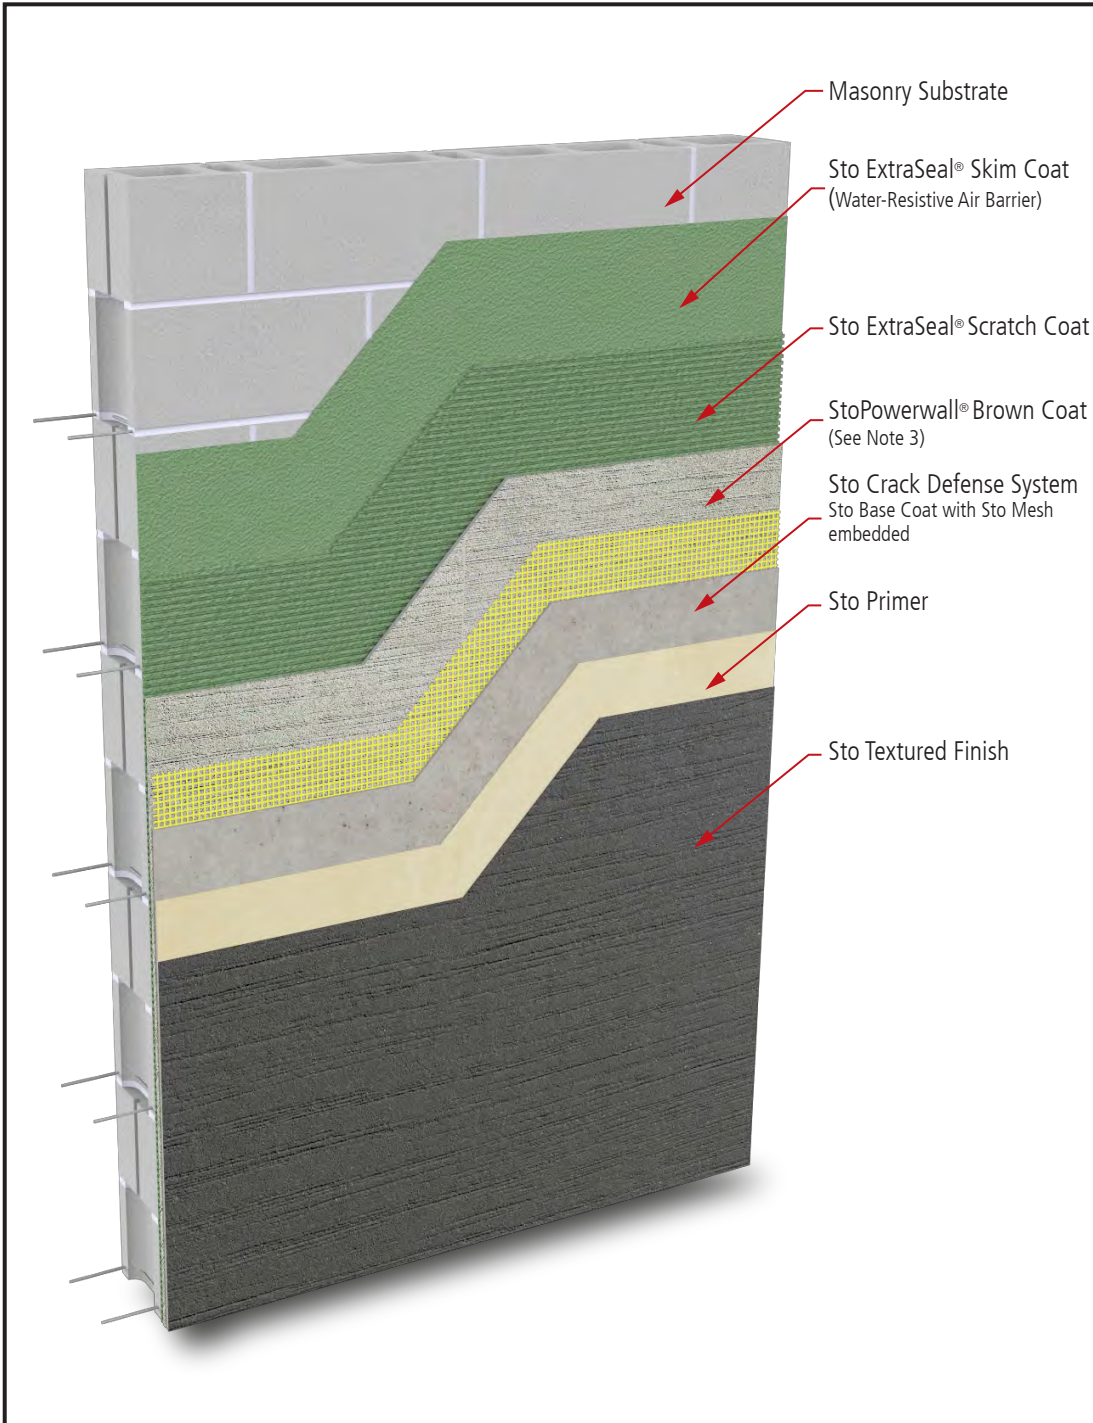 Masonry Substrate
Sto ExtraSeal® Skim Coat
(Water-Resistive Air Barrier)
Sto ExtraSeal® Scratch Coat
StoPowerwall® Brown Coat
(See Note 3)
Sto Crack Defense System
Sto Base Coat with Sto Mesh
embedded
Sto Primer
Sto Textured Finish